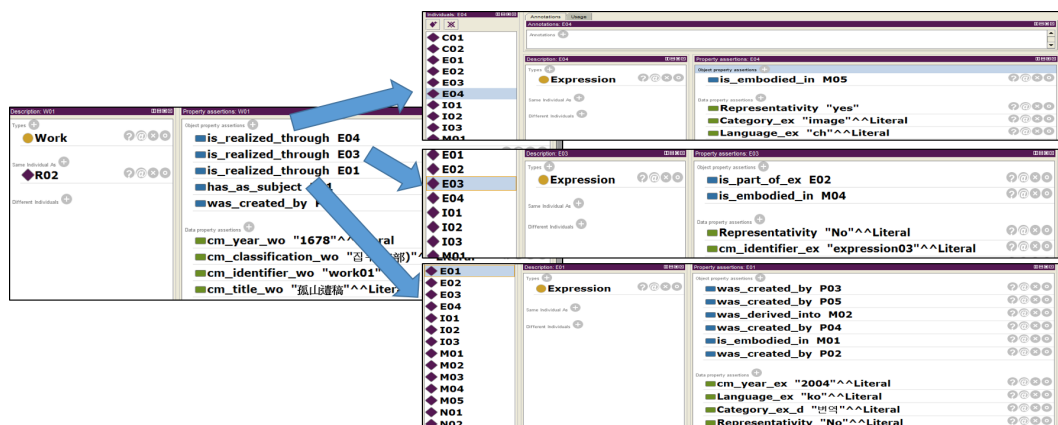 Description: W01
Types
Work
Same Individual As
R02
Different Individuals
Property assertions: W01
Object property assertions
is_realized_through E04
is_realized_through E03
is_realized_through E01
has_as_subject
was_created_by
Data property assertions
cm_year_wo "1678"^^Literal
cm_classification_wo
cm_identifier_wo "work01"
cm_title_wo "孤山遺稿"^^Literal
Individuals: E04
C01
C02
E01
E02
E03
E04
I01
I02
I03
M01
Annotations
Usage
Annotations: E04
Annotations
Description: E04
Types
Expression
Same Individual As
Different Individuals
Property assertions: E04
Object property assertions
is_embodied_in M05
Data property assertions
Representativity "yes"
Category_ex "image"^^Literal
Language_ex "ch"^^Literal
E01
E02
E03
E04
I01
I02
I03
M01
Description: E03
Types
Expression
Same Individual As
Different Individuals
Property assertions: E03
Object property assertions
is_part_of_ex E02
is_embodied_in M04
Data property assertions
Representativity "No"^^Literal
cm_identifier_ex "expression03"^^Literal
E01
E02
E03
E04
I01
I02
I03
M01
M02
M03
M04
M05
N01
N02
Description: E01
Types
Expression
Same Individual As
Different Individuals
Property assertions: E01
Object property assertions
was_created_by P03
was_created_by P05
was_derived_into M02
was_created_by P04
is_embodied_in M01
was_created_by P02
Data property assertions
cm_year_ex "2004"^^Literal
Language_ex "ko"^^Literal
Category_ex_d "번역"^^Literal
Representativity "No"^^Literal